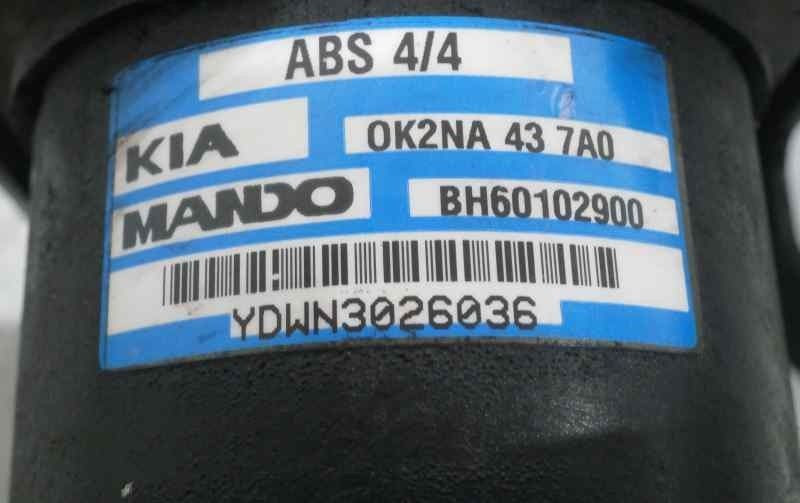 ABS 4/4
KIA OK2NA 43 7A0
MANDO BH60102900
YDWN3026036